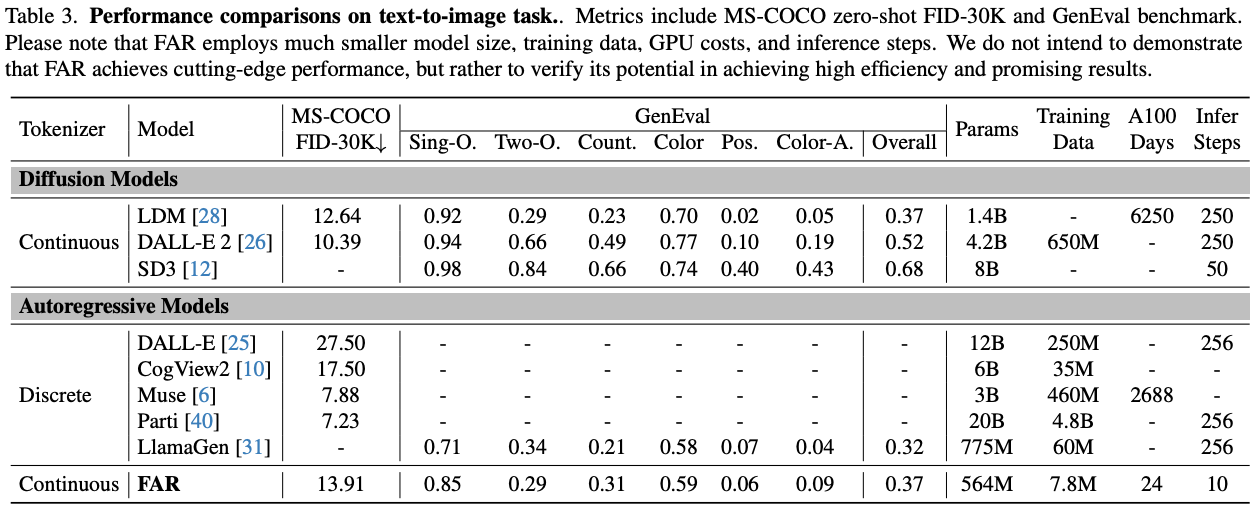 Table 3. Performance comparisons on text-to-image task.. Metrics include MS-COCO zero-shot FID-30K and GenEval benchmark.
Please note that FAR employs much smaller model size, training data, GPU costs, and inference steps. We do not intend to demonstrate
that FAR achieves cutting-edge performance, but rather to verify its potential in achieving high efficiency and promising results.
Tokenizer Model MS-COCO FID-30K↓ GenEval Params Training Data A100 Days Infer Steps
Sing-O. Two-O. Count. Color Pos. Color-A. Overall
Diffusion Models
LDM [28] 12.64 0.92 0.29 0.23 0.70 0.02 0.05 0.37 1.4B - 6250 250
Continuous DALL-E 2 [26] 10.39 0.94 0.66 0.49 0.77 0.10 0.19 0.52 4.2B 650M - 250
SD3 [12] - 0.98 0.84 0.66 0.74 0.40 0.43 0.68 8B - - 50
Autoregressive Models
DALL-E [25] 27.50 - - - - - - - 12B 250M - 256
CogView2 [10] 17.50 - - - - - - - 6B 35M - -
Discrete Muse [6] 7.88 - - - - - - - 3B 460M 2688 -
Parti [40] 7.23 - - - - - - - 20B 4.8B - 256
LlamaGen [31] - 0.71 0.34 0.21 0.58 0.07 0.04 0.32 775M 60M - 256
Continuous FAR 13.91 0.85 0.29 0.31 0.59 0.06 0.09 0.37 564M 7.8M 24 10